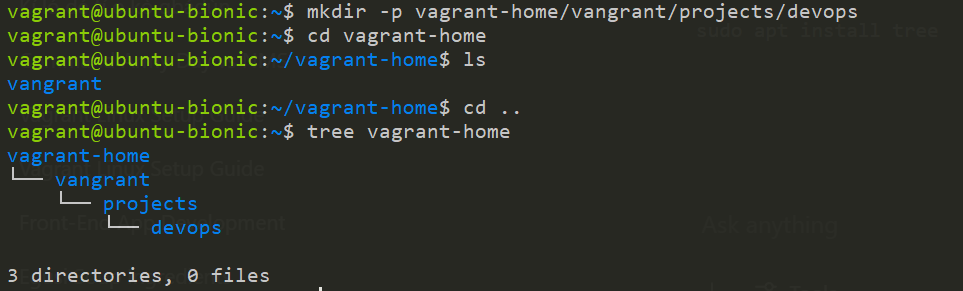 vagrant@ubuntu-bionic:~$ mkdir -p vagrant-home/vangrant/projects/devops
sudo apt install tree
vagrant@ubuntu-bionic:~$ cd vagrant-home
vagrant@ubuntu-bionic:~/vagrant-home$ ls
vangrant
vagrant@ubuntu-bionic:~/vagrant-home$ cd ..
vagrant@ubuntu-bionic:~$ tree vagrant-home
vagrant-home
Setup Guide
└── vangrant
└── projects
Front-End
Ask anything
└── devops
3 directories, 0 files